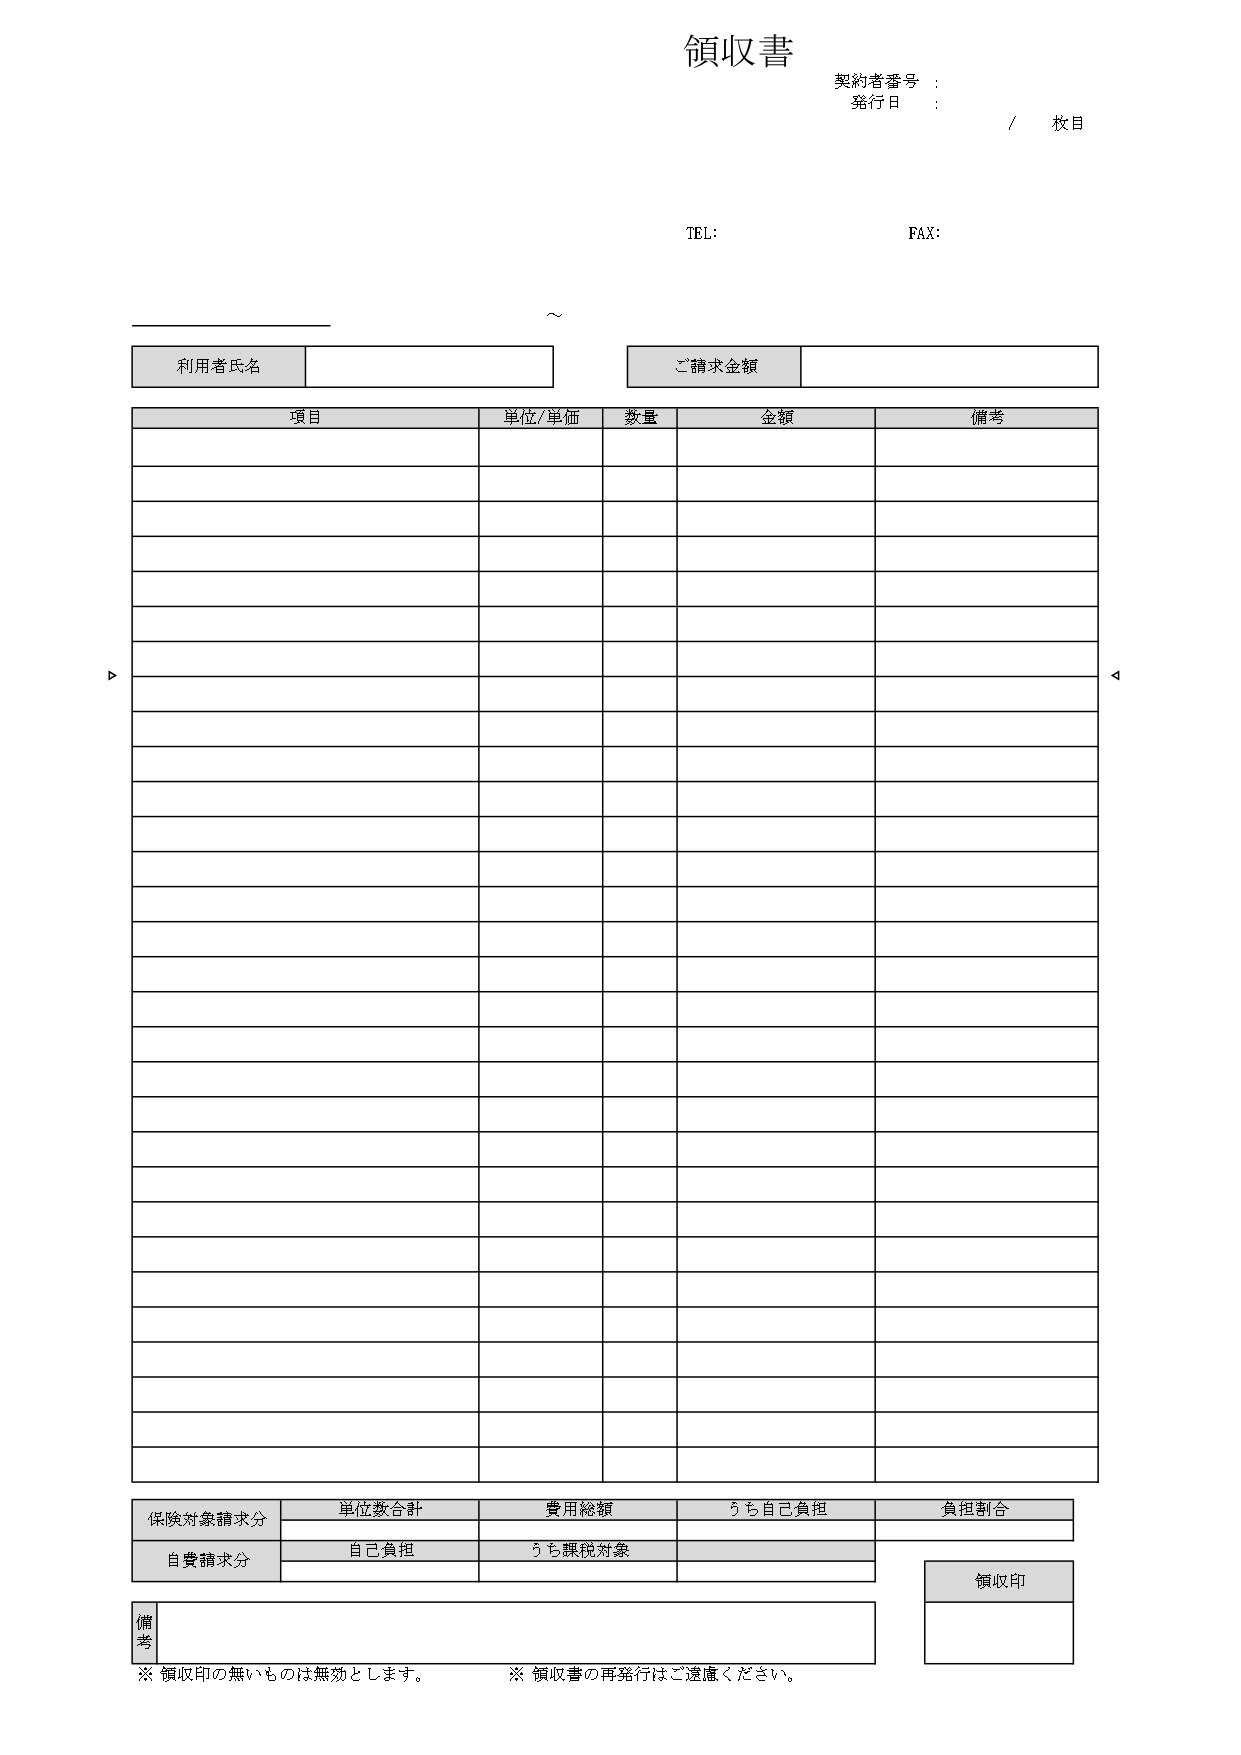 領収書
契約者番号 :
発行日 :
/ 枚目
TEL: FAX:
～
利用者氏名 ご請求金額
項目 単位/単価 数量 金額 備考
保険対象請求分 単位数合計 費用総額 うち自己負担 負担割合
自費請求分 自己負担 うち課税対象
領収印
備考
※ 領収印の無いものは無効とします。 ※ 領収書の再発行はご遠慮ください。